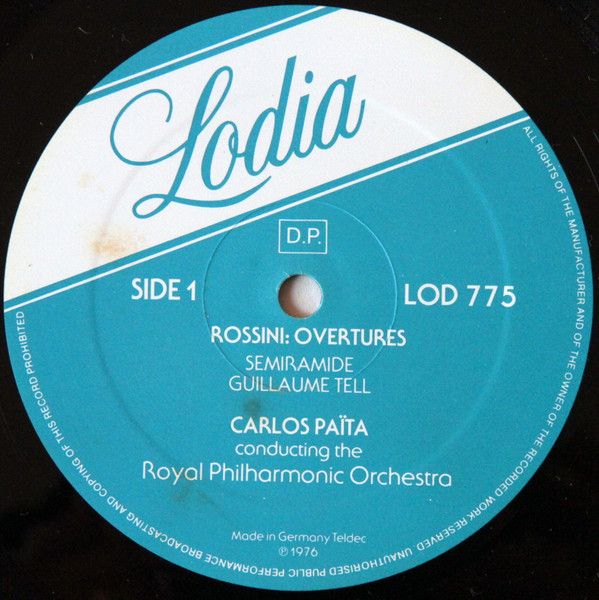 Lodia
D.P.
SIDE 1
LOD 775
ROSSINI: OVERTURES
SEMIRAMIDE
GUILLAUME TELL
CARLOS PAÏTA
conducting the
Royal Philharmonic Orchestra
Made in Germany Teldec
℗ 1976
ALL RIGHTS OF THE MANUFACTURER AND OF THE OWNER OF THE RECORDED WORK RESERVED. UNAUTHORISED PUBLIC PERFORMANCE BROADCASTING AND COPYING OF THIS RECORD PROHIBITED